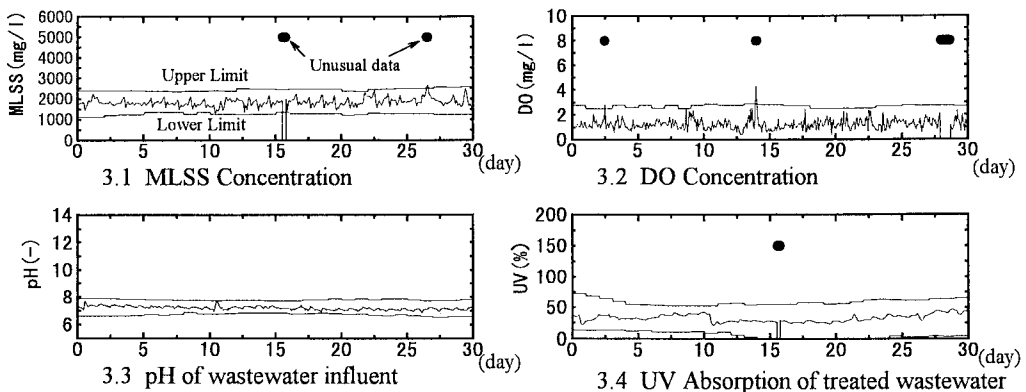 MLSS(mg/l)
6000
5000
4000
3000
2000
1000
0
Unusual data
Upper Limit
Lower Limit
0 5 10 15 20 25 30 (day)
3.1 MLSS Concentration
DO(mg/l)
10
8
6
4
2
0
0 5 10 15 20 25 30
(day)
3.2 DO Concentration
pH(-)
14
12
10
8
6
0 5 10 15 20 25 30 (day)
3.3 pH of wastewater influent
UV(%)
200
150
100
50
0
0 5 10 15 20 25 30 (day)
3.4 UV Absorption of treated wastewater